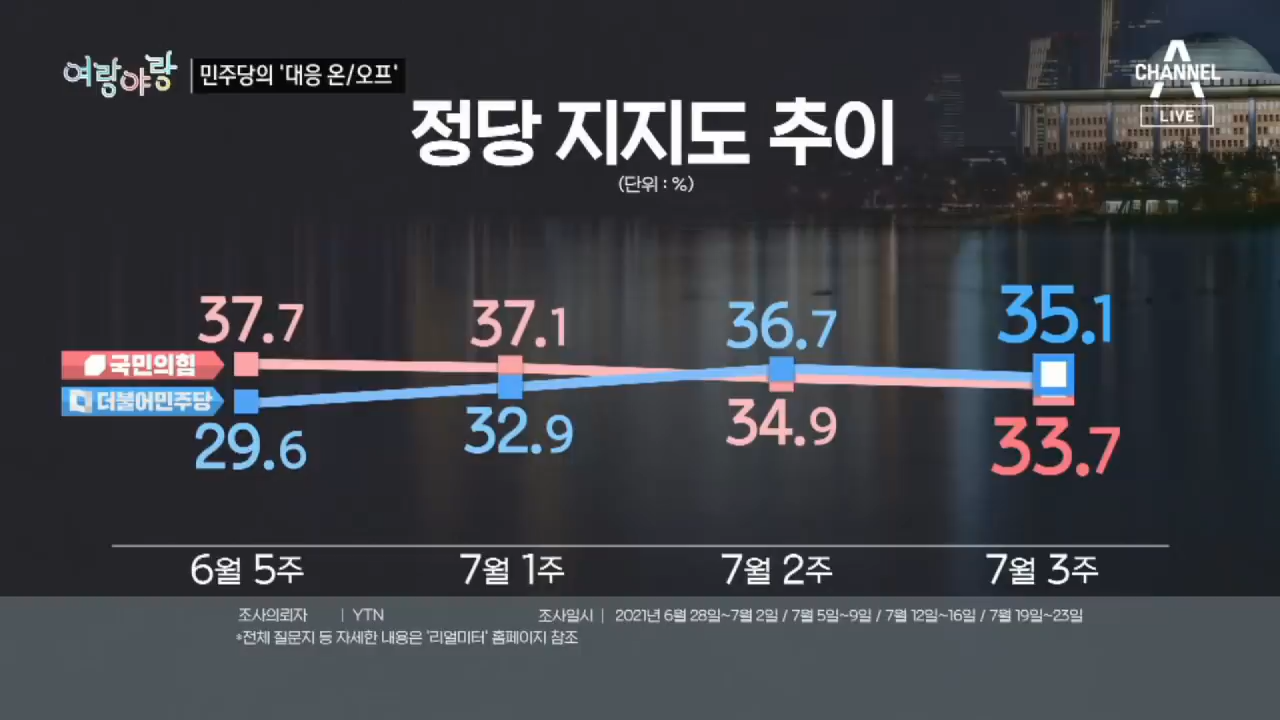 여랑야랑
민주당의 '대응 온/오프'
CHANNEL A
LIVE
정당 지지도 추이
(단위 : %)
37.7 37.1 36.7 35.1
국민의힘
더불어민주당
29.6 32.9 34.9 33.7
6월 5주 7월 1주 7월 2주 7월 3주
조사의뢰자 | YTN 조사일시 | 2021년 6월 28일~7월 2일 / 7월 5일~9일 / 7월 12일~16일 / 7월 19일~23일
*전체 질문지 등 자세한 내용은 '리얼미터' 홈페이지 참조